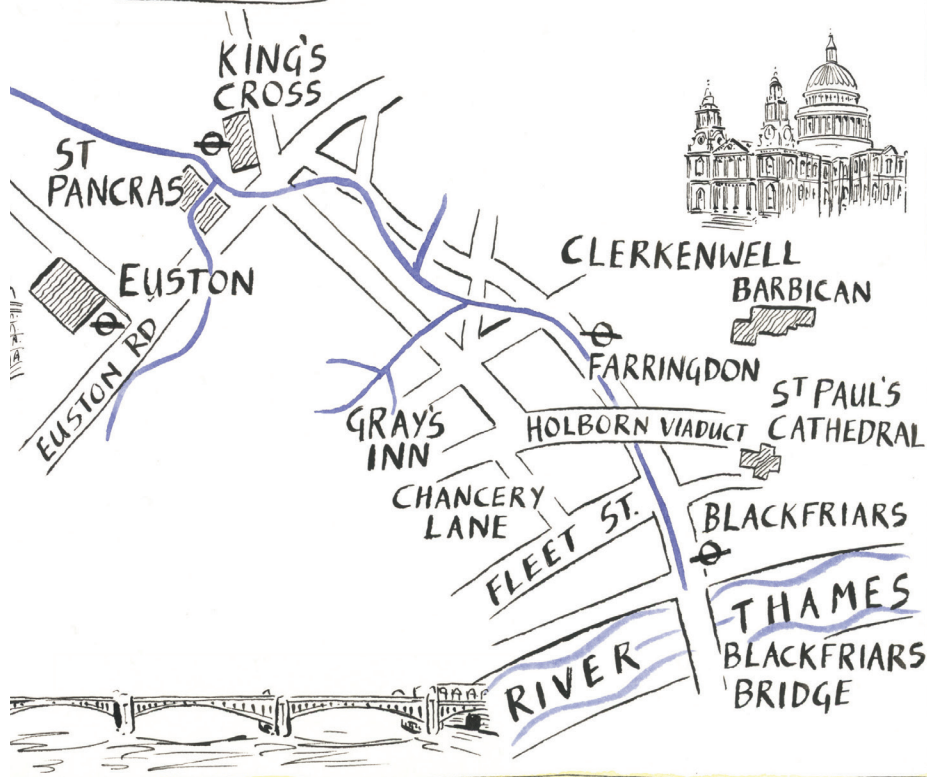 KING'S
CROSS
ST
PANCRAS
EUSTON
EUSTON RD
CLERKENWELL
BARBICAN
FARRINGDON
ST PAUL'S
CATHEDRAL
HOLBORN VIADUCT
GRAY'S
INN
CHANCERY
LANE
FLEET ST.
BLACKFRIARS
RIVER THAMES
BLACKFRIARS
BRIDGE